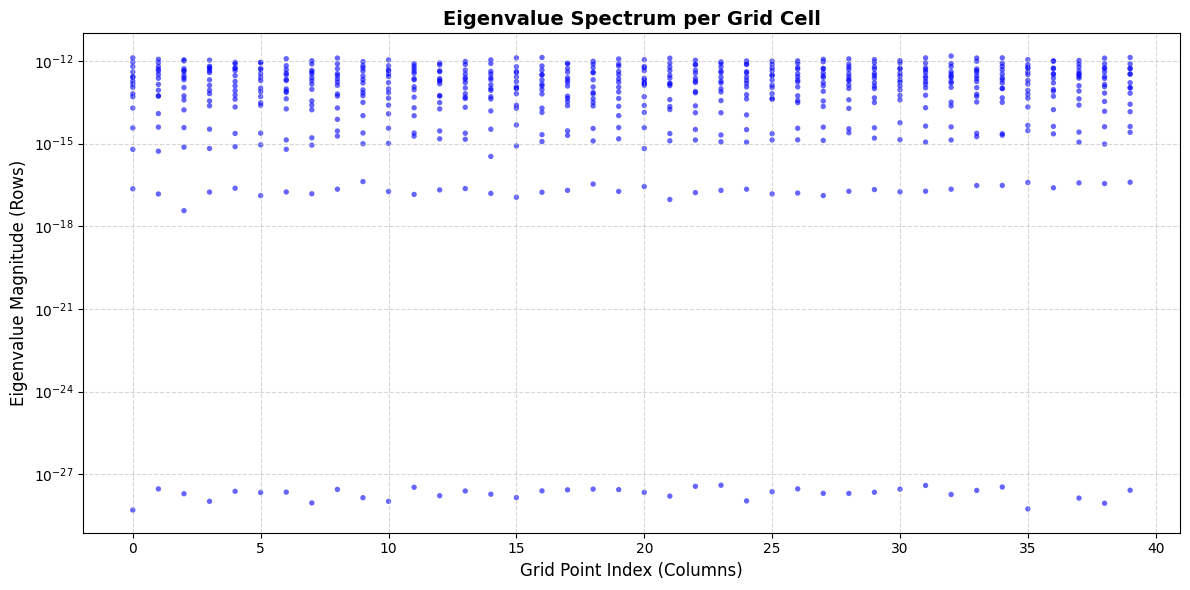 Eigenvalue Spectrum per Grid Cell
Eigenvalue Magnitude (Rows)
10⁻¹²
10⁻¹⁵
10⁻¹⁸
10⁻²¹
10⁻²⁴
10⁻²⁷
0 5 10 15 20 25 30 35 40
Grid Point Index (Columns)